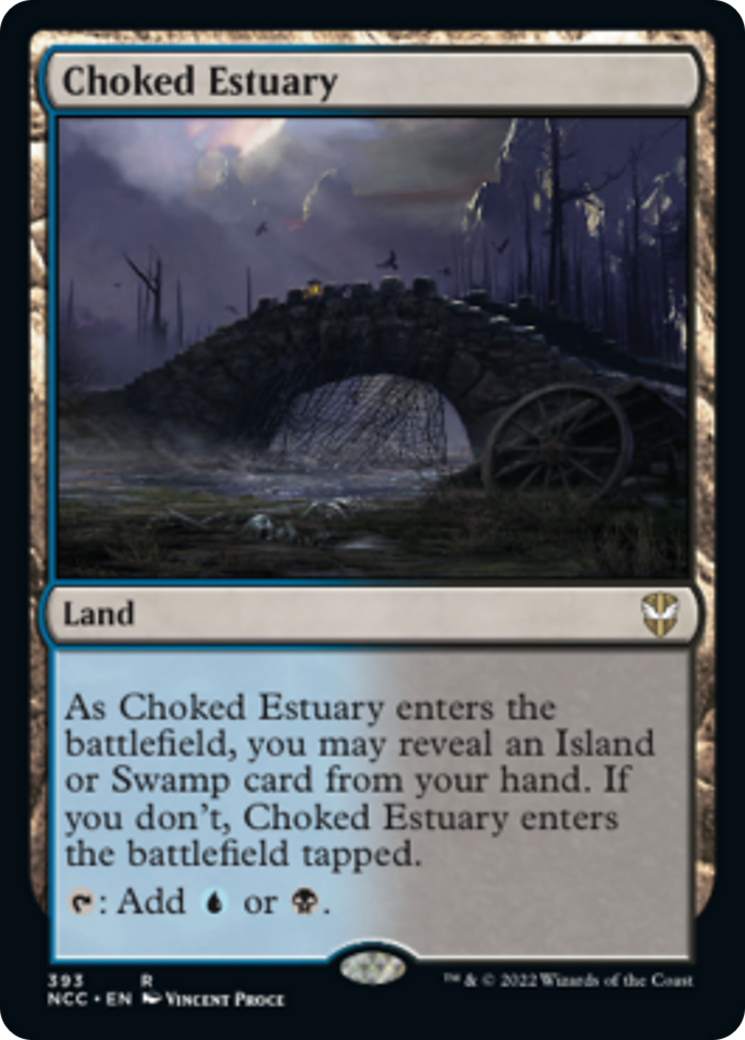 Choked Estuary
Land
As Choked Estuary enters the
battlefield, you may reveal an Island
or Swamp card from your hand. If
you don't, Choked Estuary enters
the battlefield tapped.
: Add or .
393 R
NCC • EN Vincent Proce
™ & © 2022 Wizards of the Coast